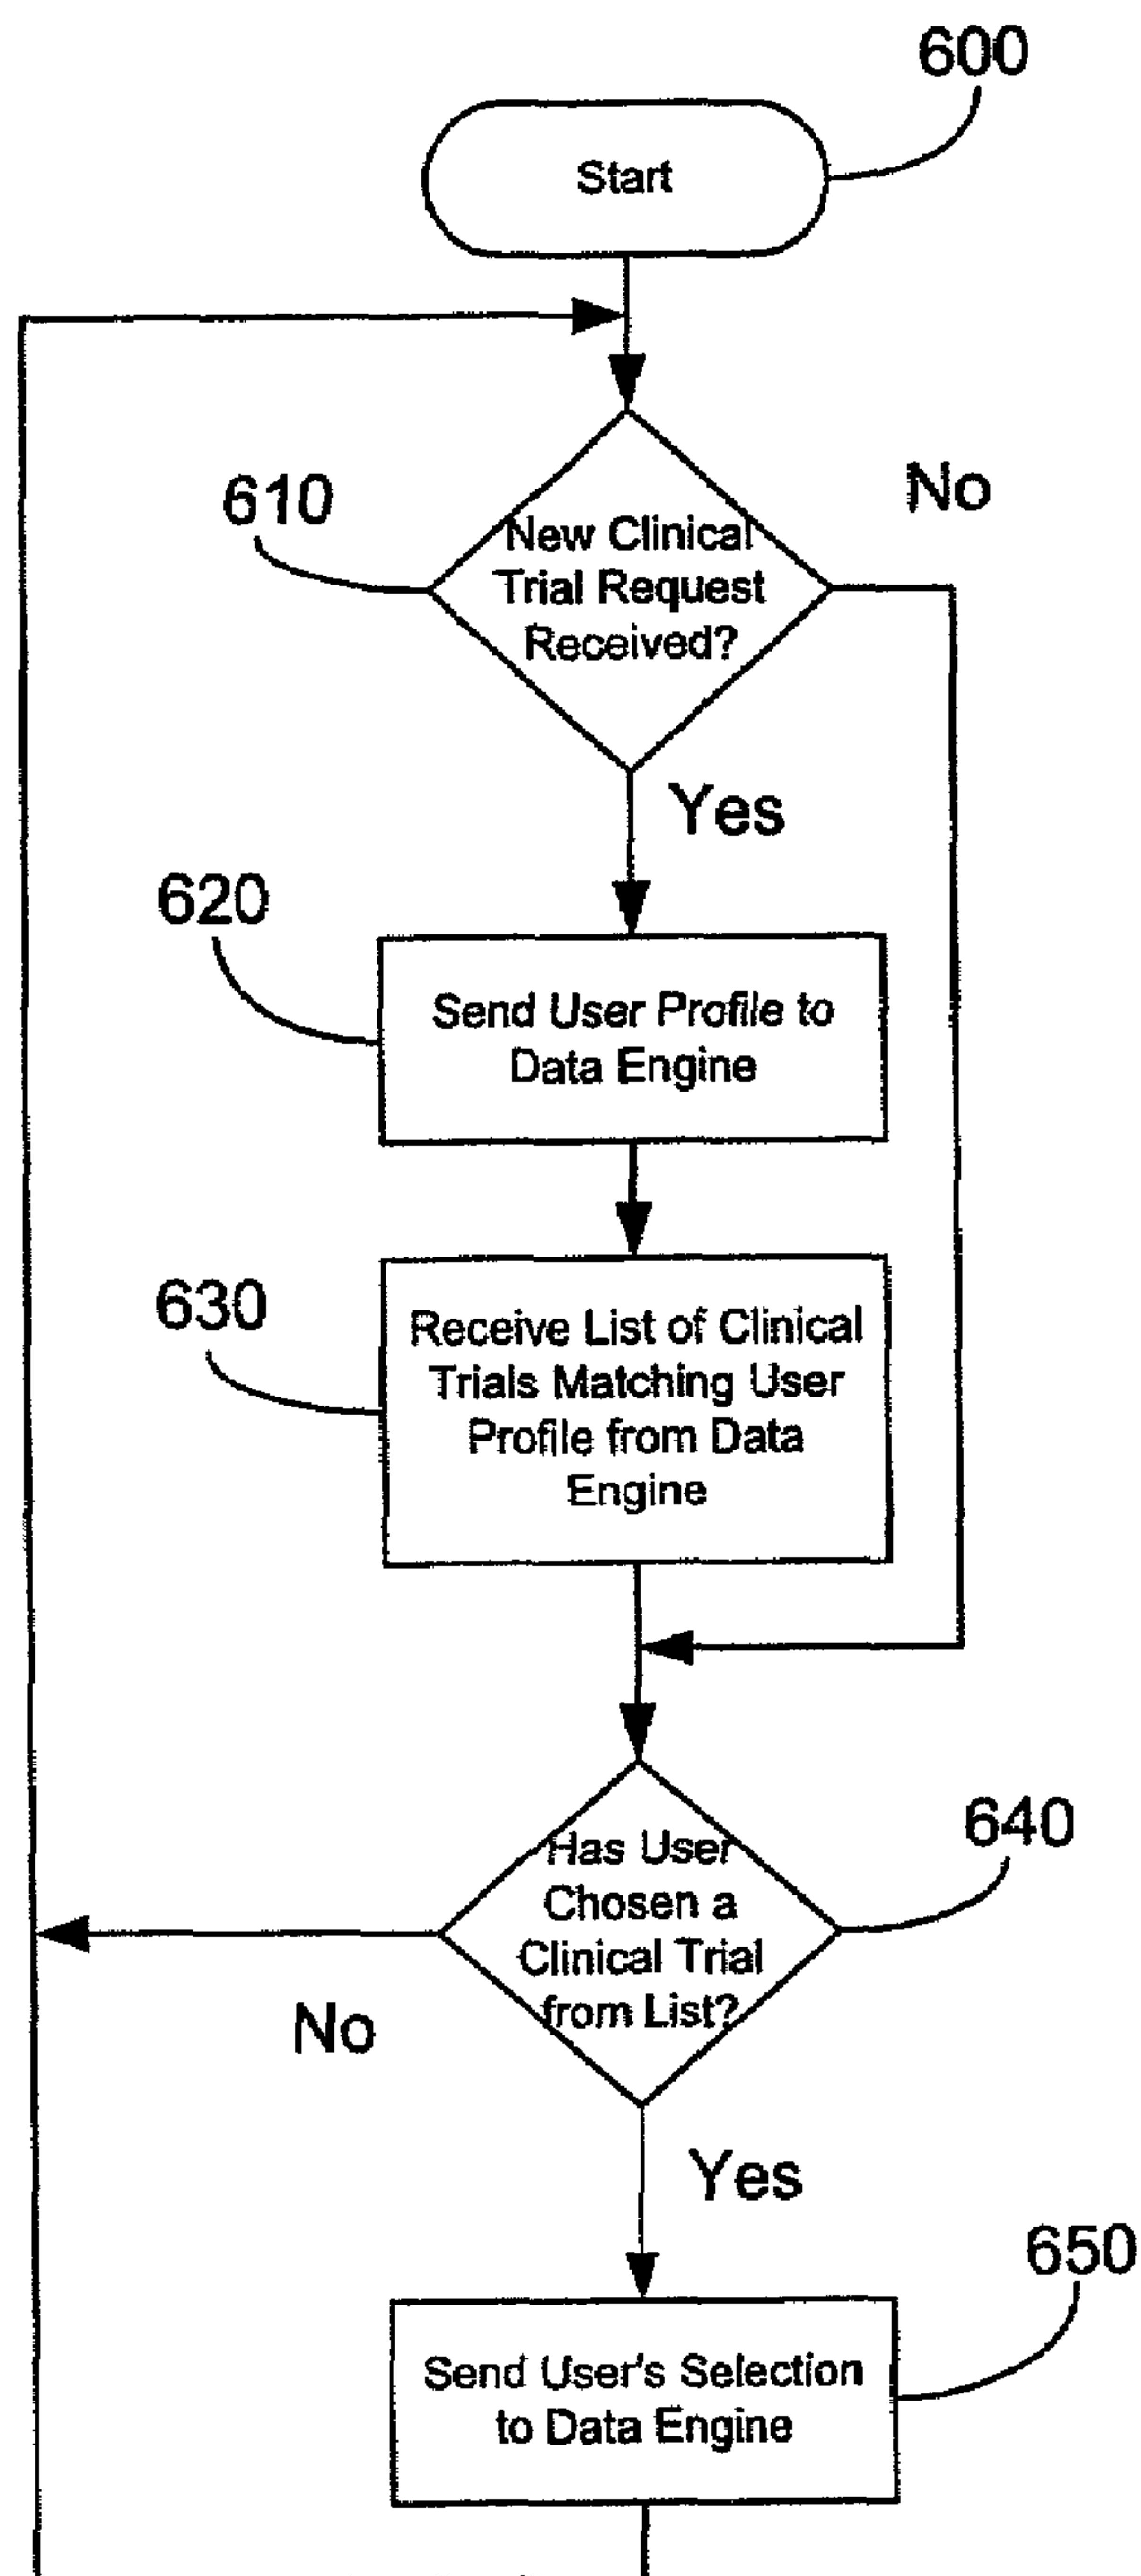 600
Start
610
New Clinical
Trial Request
Received?
No
Yes
620
Send User Profile to
Data Engine
630
Receive List of Clinical
Trials Matching User
Profile from Data
Engine
640
Has User
Chosen a
Clinical Trial
from List?
No
Yes
650
Send User's Selection
to Data Engine